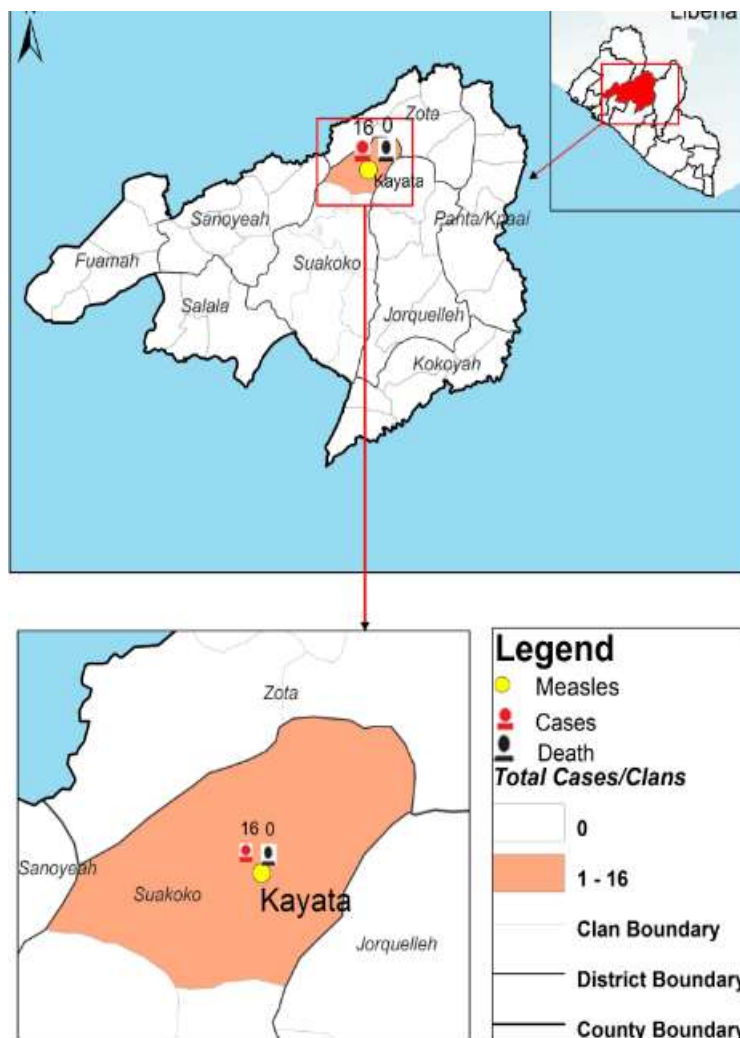 Liberia
Zota
16 0
Kayata
Sanoyeah
Panta/Kpaai
Fuamah
Suakoko
Salala
Jorquelleh
Kokoyah
Zota
16 0
Sanoyeah
Suakoko
Kayata
Jorquelleh
Legend
Measles
Cases
Death
Total Cases/Clans
0
1 - 16
Clan Boundary
District Boundary
County Boundary